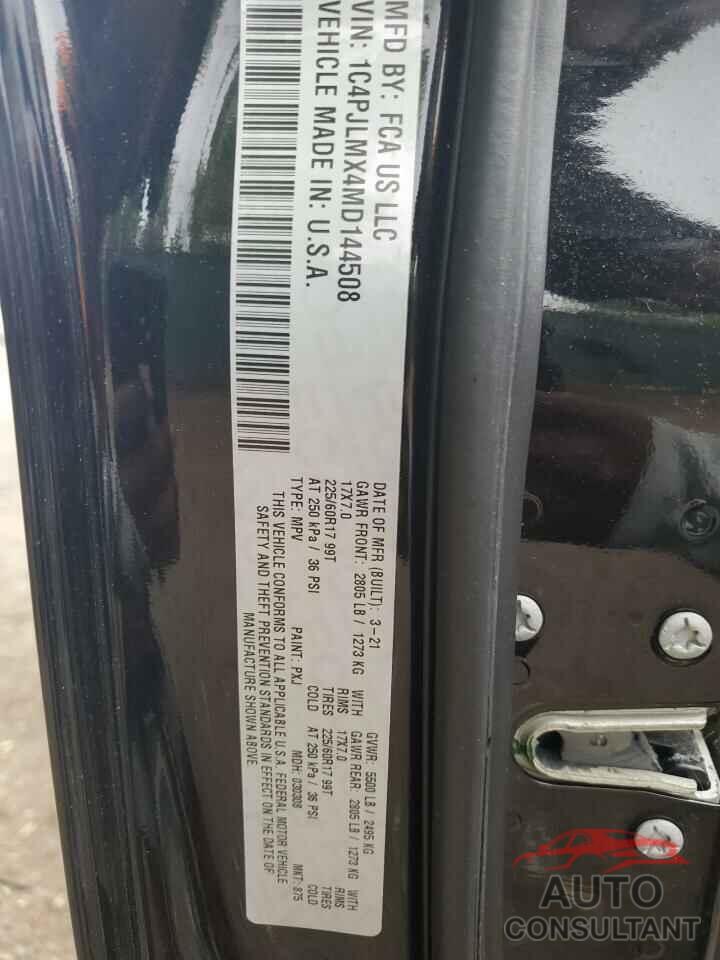 MFD BY: FCA US LLC
VIN: 1C4PJLMX4MD144508
VEHICLE MADE IN: U.S.A.
DATE OF MFR (BUILT): 3-21 GVWR: 5500 LB / 2495 KG
GAWR FRONT: 2805 LB / 1273 KG WITH GAWR REAR: 2805 LB / 1273 KG WITH
17X7.0 RIMS 17X7.0 RIMS
225/60R17 99T TIRES 225/60R17 99T TIRES
AT 250 kPa / 36 PSI COLD AT 250 kPa / 36 PSI COLD
TYPE: MPV PAINT: PXJ MDH: 030308 MKT: 875
THIS VEHICLE CONFORMS TO ALL APPLICABLE U.S.A. FEDERAL MOTOR VEHICLE
SAFETY AND THEFT PREVENTION STANDARDS IN EFFECT ON THE DATE OF
MANUFACTURE SHOWN ABOVE.
AUTO
CONSULTANT